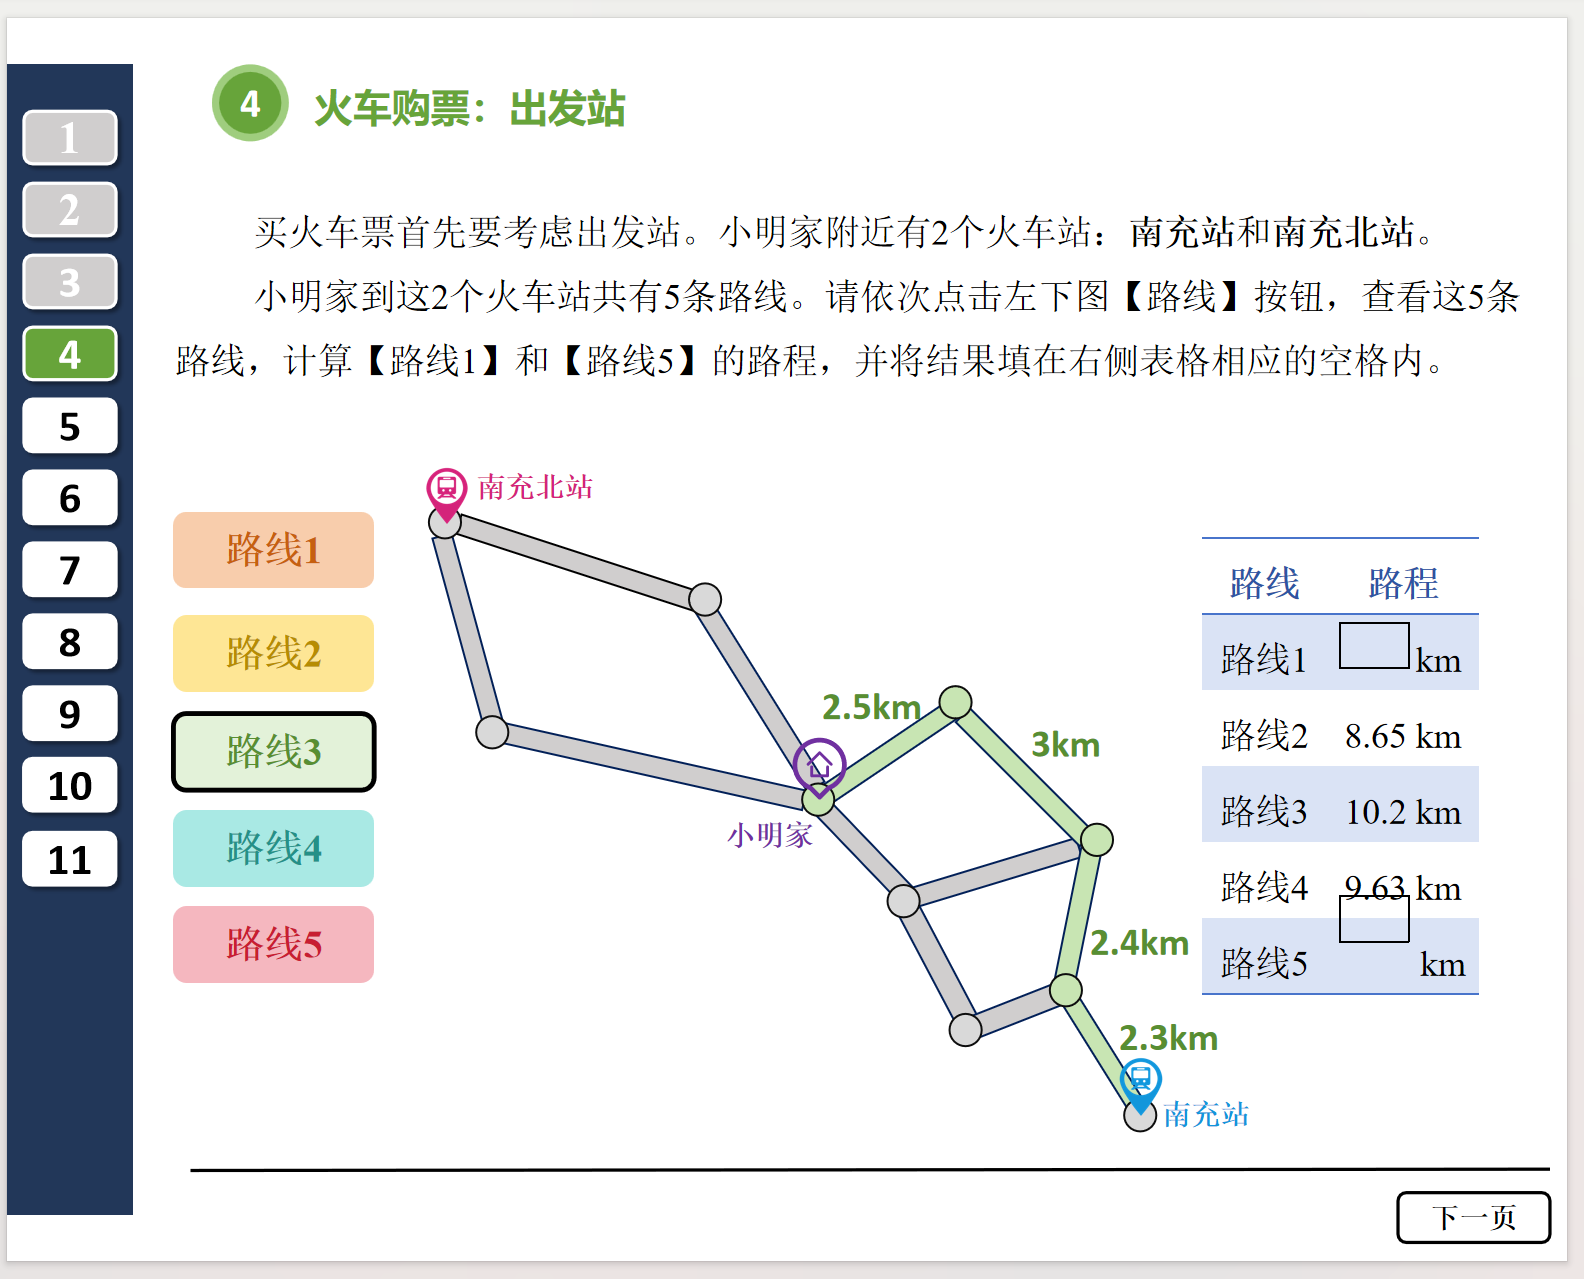 4
火车购票：出发站
1
2
3
4
5
6
7
8
9
10
11
买火车票首先要考虑出发站。小明家附近有2个火车站：南充站和南充北站。
小明家到这2个火车站共有5条路线。请依次点击左下图【路线】按钮，查看这5条
路线，计算【路线1】和【路线5】的路程，并将结果填在右侧表格相应的空格内。
路线1
路线2
路线3
路线4
路线5
南充北站
2.5km
3km
小明家
2.4km
2.3km
南充站
路线 路程
路线1 km
路线2 8.65 km
路线3 10.2 km
路线4 9.63 km
路线5 km
下一页